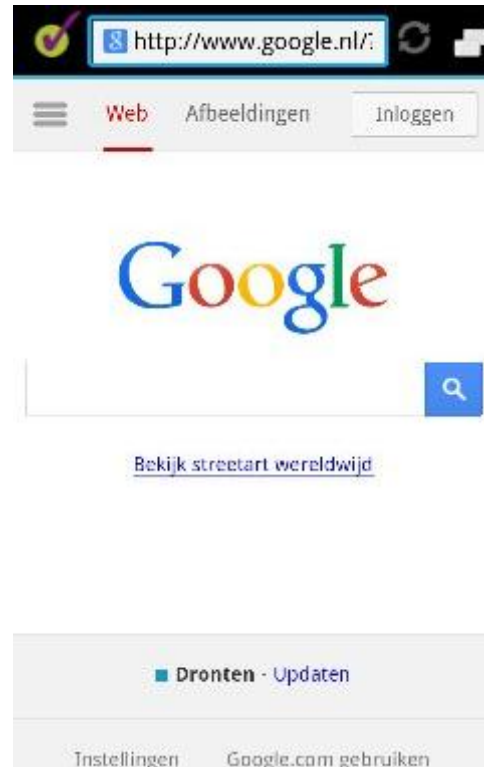 http://www.google.nl/
Web Afbeeldingen Inloggen
Google
Bekijk streetart wereldwijd
Dronten - Updaten
Instellingen Google.com gebruiken